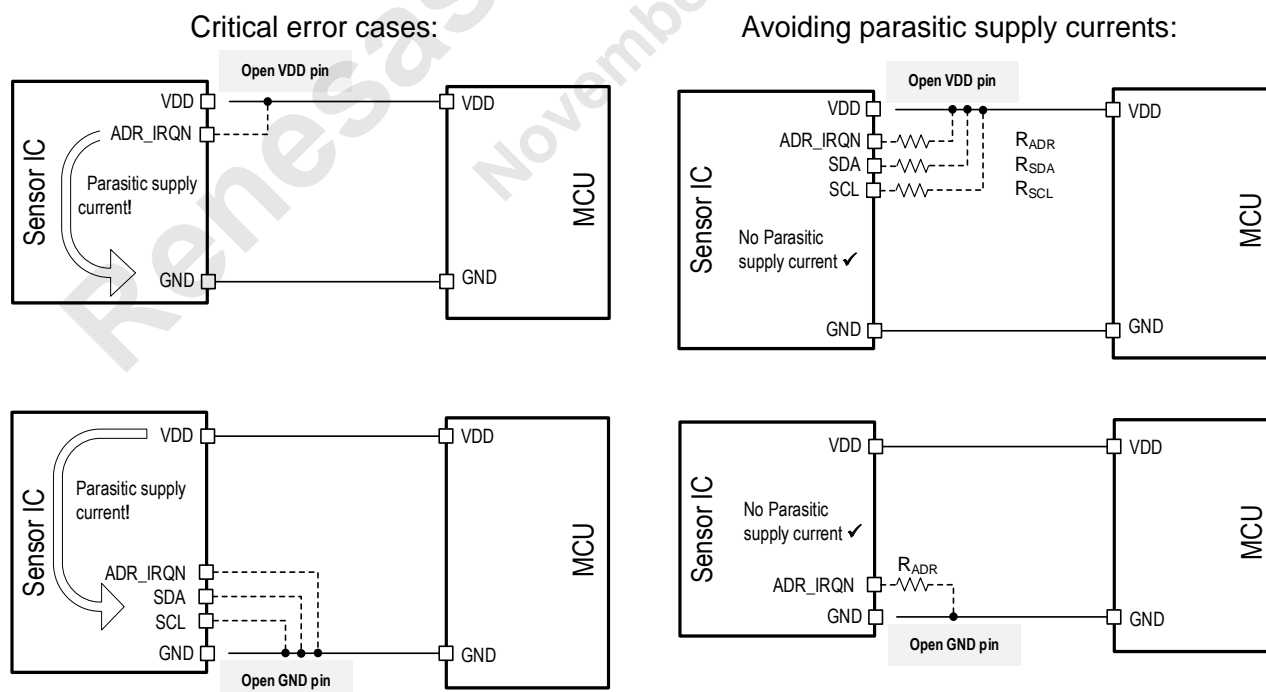 Critical error cases:
Open VDD pin
VDD
ADR_IRQN
Parasitic supply
current!
GND
Sensor IC
VDD
GND
MCU
Avoiding parasitic supply currents:
Open VDD pin
VDD
ADR_IRQN
SDA
SCL
RADR
RSDA
RSCL
No Parasitic
supply current ✓
GND
Sensor IC
VDD
GND
MCU
VDD
Parasitic supply
current!
ADR_IRQN
SDA
SCL
GND
Open GND pin
Sensor IC
VDD
GND
MCU
VDD
No Parasitic
supply current ✓
RADR
ADR_IRQN
GND
Open GND pin
Sensor IC
VDD
GND
MCU
Renesas